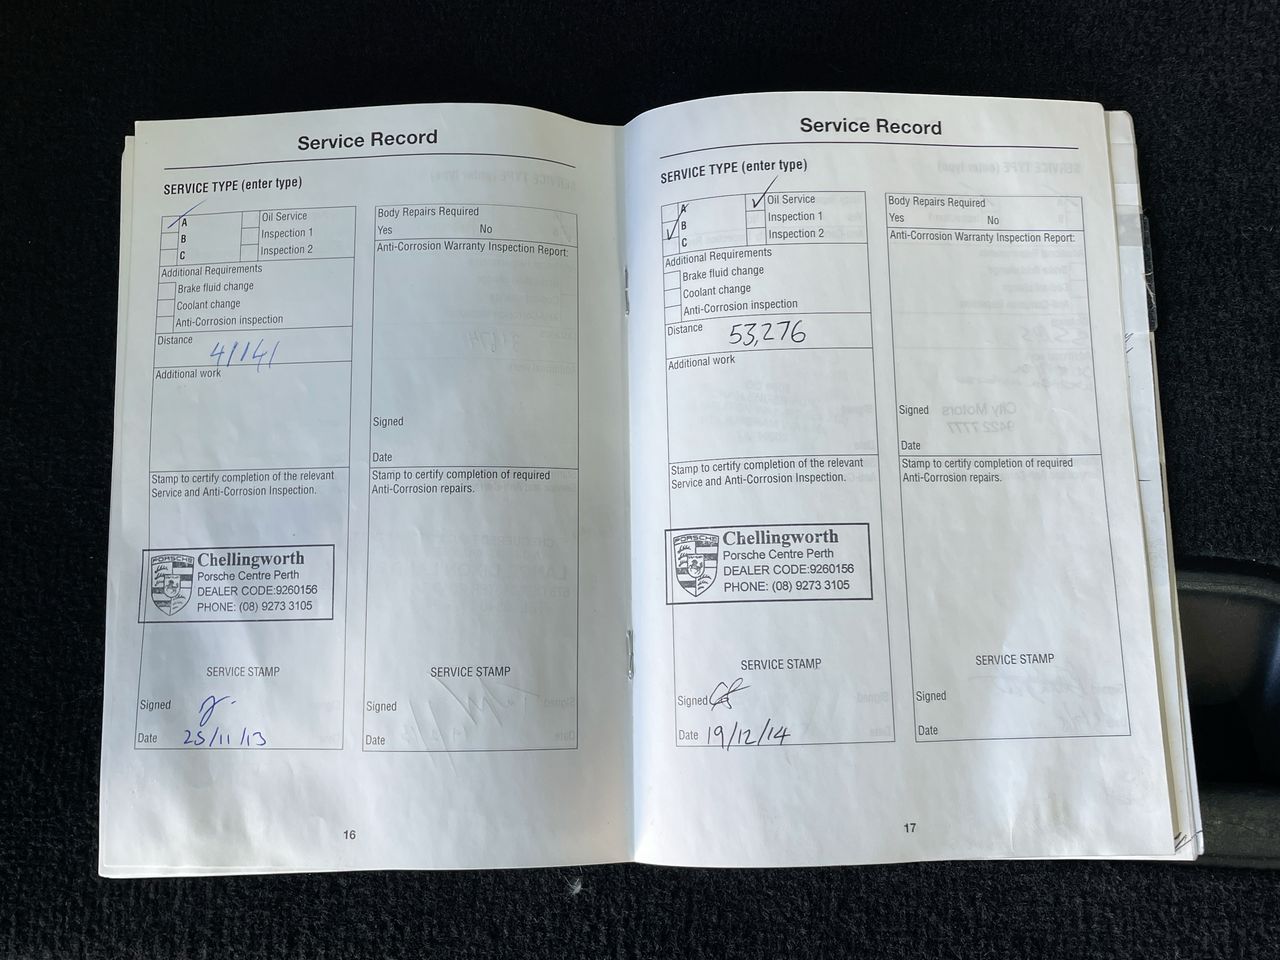 Service Record
SERVICE TYPE (enter type)
A
B
C
Oil Service
Inspection 1
Inspection 2
Additional Requirements
Brake fluid change
Coolant change
Anti-Corrosion inspection
Distance
41141
Additional work
Stamp to certify completion of the relevant
Service and Anti-Corrosion Inspection.
PORSCHE
Chellingworth
Porsche Centre Perth
DEALER CODE:9260156
PHONE: (08) 9273 3105
SERVICE STAMP
Signed
Date 25/11/13
Body Repairs Required
Yes No
Anti-Corrosion Warranty Inspection Report:
Signed
Date
Stamp to certify completion of required
Anti-Corrosion repairs.
SERVICE STAMP
Signed
Date
16
Service Record
SERVICE TYPE (enter type)
A
B
C
Oil Service
Inspection 1
Inspection 2
Additional Requirements
Brake fluid change
Coolant change
Anti-Corrosion inspection
Distance
53,276
Additional work
Stamp to certify completion of the relevant
Service and Anti-Corrosion Inspection.
PORSCHE
Chellingworth
Porsche Centre Perth
DEALER CODE:9260156
PHONE: (08) 9273 3105
SERVICE STAMP
Signed
Date 19/12/14
Body Repairs Required
Yes No
Anti-Corrosion Warranty Inspection Report:
Signed
Date
Stamp to certify completion of required
Anti-Corrosion repairs.
SERVICE STAMP
Signed
Date
17